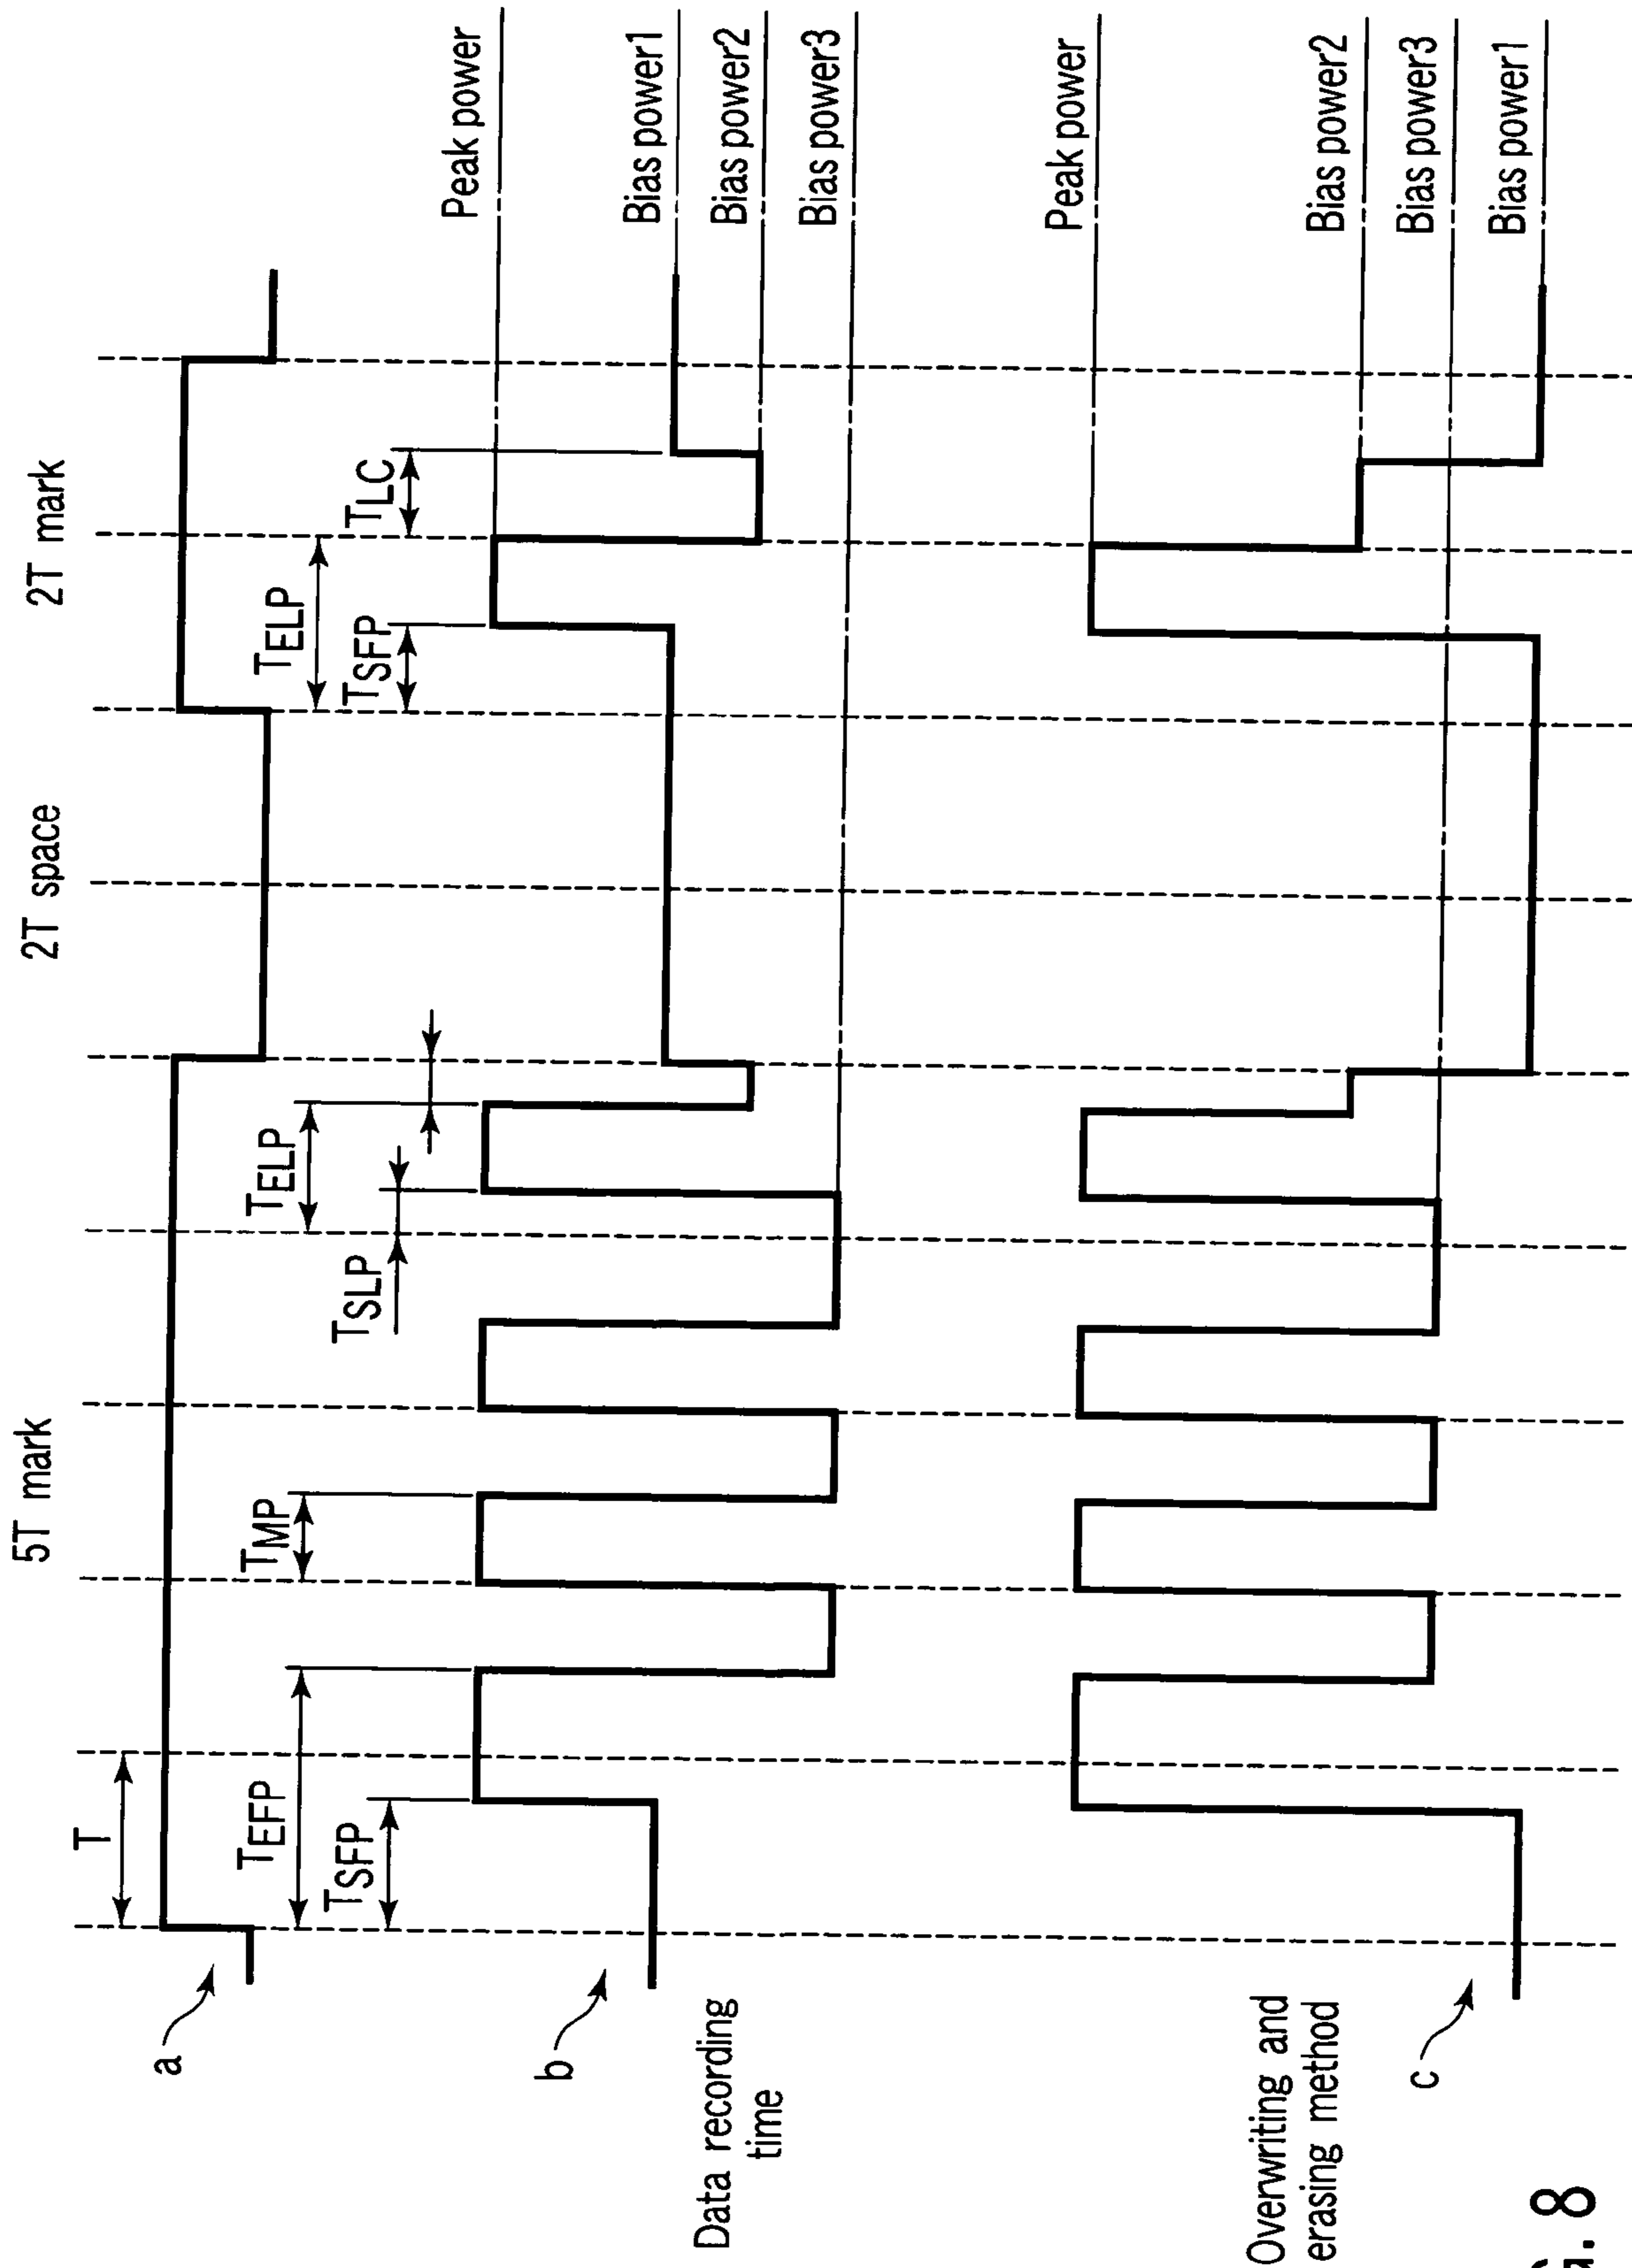 5T mark
2T space
2T mark
a
T
TEFP
TSFP
TMP
TSLP
TELP
TELP
TSFP
TLC
b
Data recording
time
Peak power
Bias power1
Bias power2
Bias power3
Overwriting and
erasing method
c
Peak power
Bias power2
Bias power3
Bias power1
G. 8